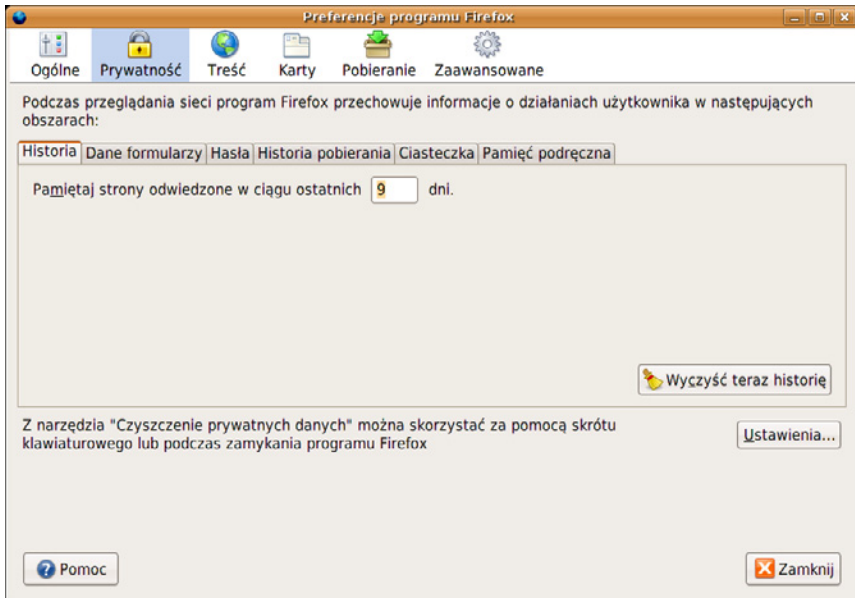 Preferencje programu Firefox
Ogólne Prywatność Treść Karty Pobieranie Zaawansowane
Podczas przeglądania sieci program Firefox przechowuje informacje o działaniach użytkownika w następujących
obszarach:
Historia Dane formularzy Hasła Historia pobierania Ciasteczka Pamięć podręczna
Pamiętaj strony odwiedzone w ciągu ostatnich 9 dni.
Wyczyść teraz historię
Z narzędzia "Czyszczenie prywatnych danych" można skorzystać za pomocą skrótu
klawiaturowego lub podczas zamykania programu Firefox
Ustawienia...
Pomoc
Zamknij